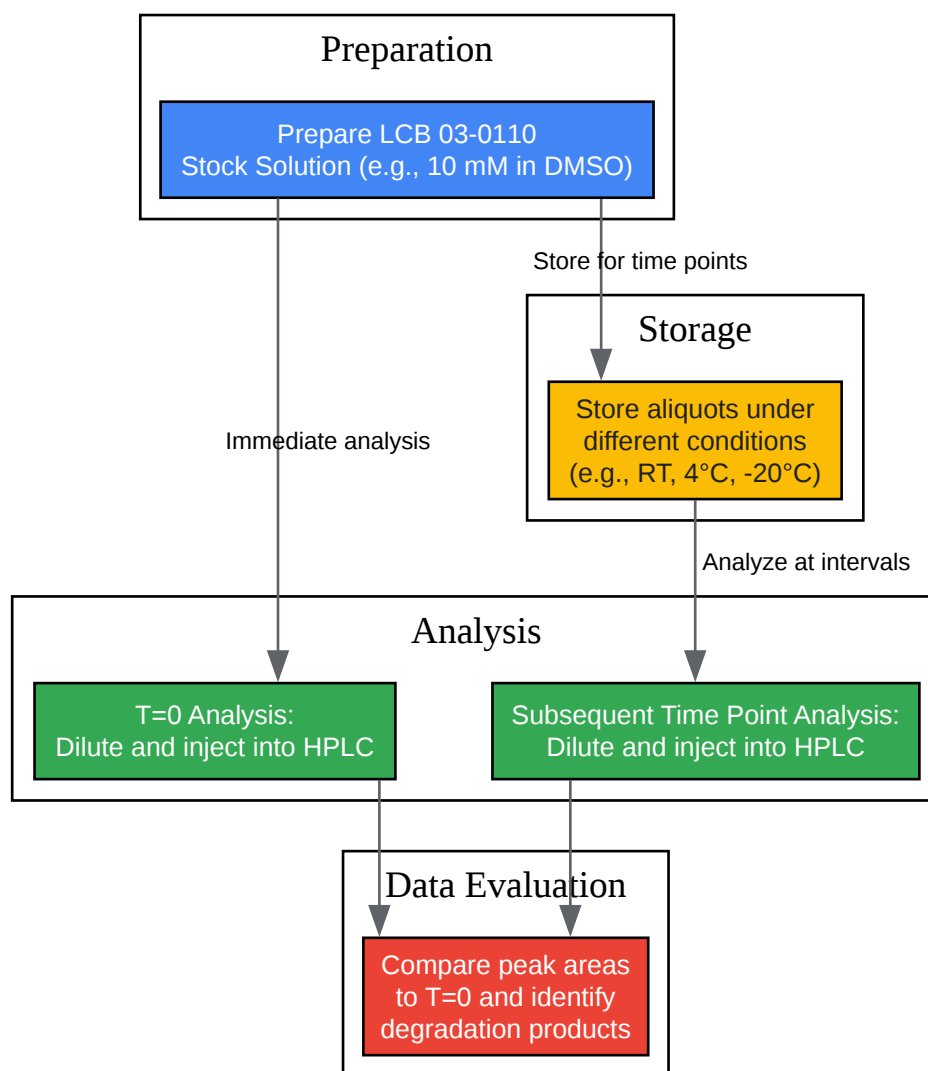 Preparation
Prepare LCB 03-0110
Stock Solution (e.g., 10 mM in DMSO)
Store for time points
Storage
Store aliquots under
different conditions
(e.g., RT, 4°C, -20°C)
Immediate analysis
Analyze at intervals
Analysis
T=0 Analysis:
Dilute and inject into HPLC
Subsequent Time Point Analysis:
Dilute and inject into HPLC
Data Evaluation
Compare peak areas
to T=0 and identify
degradation products